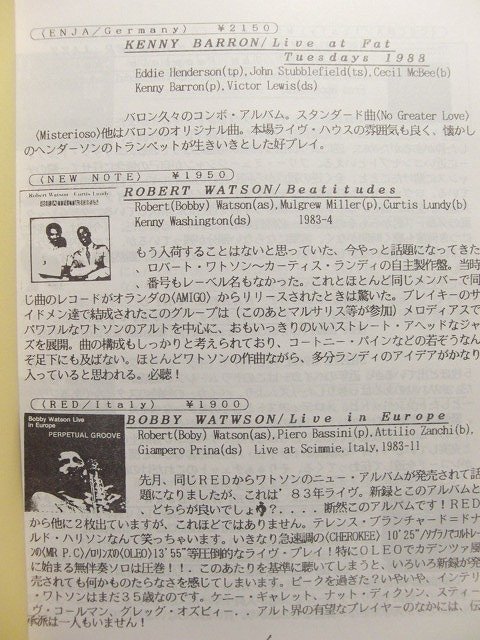 (ENJA/Germany) ¥2150)
KENNY BARRON/Live at Fat
Tuesdays 1988
Eddie Henderson(tp),John Stubblefield(ts),Cecil McBee(b)
Kenny Barron(p),Victor Lewis(ds)
バロン久々のコンボ・アルバム。スタンダード曲(No Greater Love)
(Misterioso)他はバロンのオリジナル曲。本場ライヴ・ハウスの雰囲気も良く、懐かし
のヘンダーソンのトランペットが生きいきとした好プレイ。
(NEW NOTE) ¥1950)
ROBERT WATSON/Beatitudes
Robert Watson Curtis Lundy
BEATITUDES
Robert(Bobby) Watson(as),Mulgrew Miller(p),Curtis Lundy(b)
Kenny Washington(ds) 1983-4
もう入荷することはないと思っていた、今やっと話題になってきた
、ロバート・ワトソン〜カーティス・ランディの自主製作盤。当時
、番号もレーベル名もなかった。これとほとんど同じメンバーで同
じ曲のレコードがオランダの(AMIGO)からリリースされたときは驚いた。ブレイキーのサ
イドメン達で結成されたこのグループは(このあとマルサリス等が参加)メロディアスで
パワフルなワトソンのアルトを中心に、おもいっきりのいいストレート・アヘッドなジャ
ズを展開。曲の構成もしっかりと考えられており、コートニー・パインなどの若ぞうなん
ぞ足下にも及ばない。ほとんどワトソンの作曲ながら、多分ランディのアイデアがかなり
入っていると思われる。必聴！
(RED/Italy) ¥1900)
BOBBY WATWSON/Live in Europe
Bobby Watson Live
in Europe
PERPETUAL GROOVE
Robert(Boby) Watson(as),Piero Bassini(p),Attilio Zanchi(b),
Giampero Prina(ds) Live at Scimmie,Italy,1983-11
先月、同じREDからワトソンのニュー・アルバムが発売されて話
題になりましたが、これは'83年ライヴ。新録とこのアルバムと
、どちらが良いでしょ？．．．．断然このアルバムです！RED
から他に2枚出ていますが、これほどではありません。テレンス・ブランチャード=ドナ
ルド・ハリソンなんて笑っちゃいます。いきなり急速調の(CHEROKEE) 10'25"/
の(MR P.C)/ロリンズの(OLEO)13'55"等圧倒的なライヴ・プレイ！特にOLEOでカデンツァ風
に始まる無伴奏ソロは圧巻！！．このあたりを基準に聴いてしまうと、いろいろ新録が発
売されても何かものたらなさを感じてしまいます。ピークを過ぎた？いやいや、インテリ
・ワトソンはまだ35歳なのです。ケニー・ギャレット、ナット・ディクソン、スティー
ヴ・コールマン、グレッグ・オズビィー．．アルト界の有望なプレイヤーのなかには、伝
承派は一人もいません！